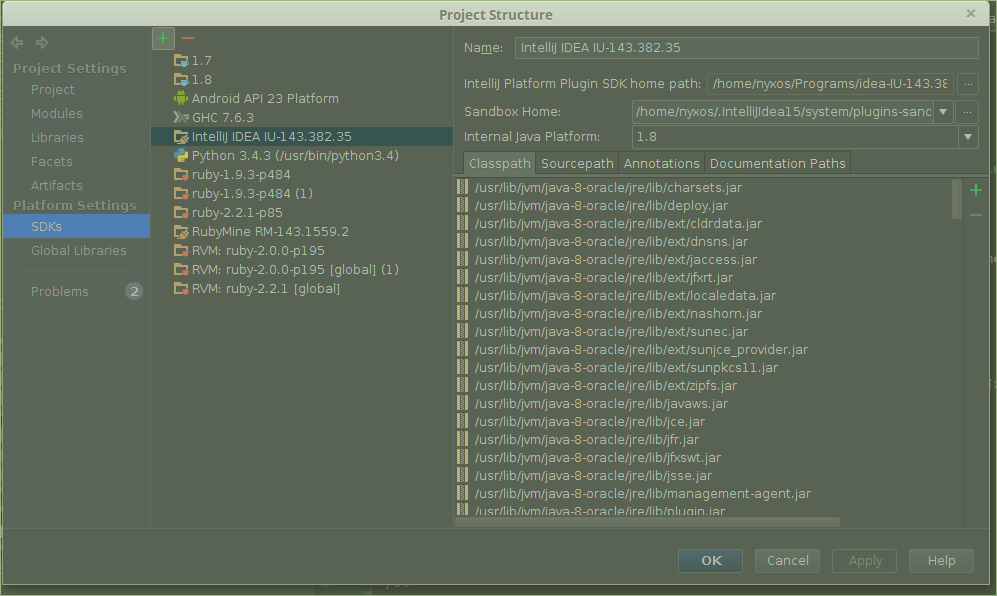 Project Structure
Project Settings
Project
Modules
Libraries
Facets
Artifacts
Platform Settings
SDKs
Global Libraries
Problems 2
1.7
1.8
Android API 23 Platform
GHC 7.6.3
IntelliJ IDEA IU-143.382.35
Python 3.4.3 (/usr/bin/python3.4)
ruby-1.9.3-p484
ruby-1.9.3-p484 (1)
ruby-2.2.1-p85
RubyMine RM-143.1559.2
RVM: ruby-2.0.0-p195
RVM: ruby-2.0.0-p195 [global] (1)
RVM: ruby-2.2.1 [global]
Name: IntelliJ IDEA IU-143.382.35
IntelliJ Platform Plugin SDK home path: /home/nyxos/Programs/idea-IU-143.38
Sandbox Home: /home/nyxos/.IntelliJIdea15/system/plugins-sanc
Internal Java Platform: 1.8
Classpath Sourcepath Annotations Documentation Paths
/usr/lib/jvm/java-8-oracle/jre/lib/charsets.jar
/usr/lib/jvm/java-8-oracle/jre/lib/deploy.jar
/usr/lib/jvm/java-8-oracle/jre/lib/ext/cldrdata.jar
/usr/lib/jvm/java-8-oracle/jre/lib/ext/dnsns.jar
/usr/lib/jvm/java-8-oracle/jre/lib/ext/jaccess.jar
/usr/lib/jvm/java-8-oracle/jre/lib/ext/jfxrt.jar
/usr/lib/jvm/java-8-oracle/jre/lib/ext/localedata.jar
/usr/lib/jvm/java-8-oracle/jre/lib/ext/nashorn.jar
/usr/lib/jvm/java-8-oracle/jre/lib/ext/sunec.jar
/usr/lib/jvm/java-8-oracle/jre/lib/ext/sunjce_provider.jar
/usr/lib/jvm/java-8-oracle/jre/lib/ext/sunpkcs11.jar
/usr/lib/jvm/java-8-oracle/jre/lib/ext/zipfs.jar
/usr/lib/jvm/java-8-oracle/jre/lib/javaws.jar
/usr/lib/jvm/java-8-oracle/jre/lib/jce.jar
/usr/lib/jvm/java-8-oracle/jre/lib/jfr.jar
/usr/lib/jvm/java-8-oracle/jre/lib/jfxswt.jar
/usr/lib/jvm/java-8-oracle/jre/lib/jsse.jar
/usr/lib/jvm/java-8-oracle/jre/lib/management-agent.jar
/usr/lib/jvm/java-8-oracle/jre/lib/plugin.jar
OK Cancel Apply Help